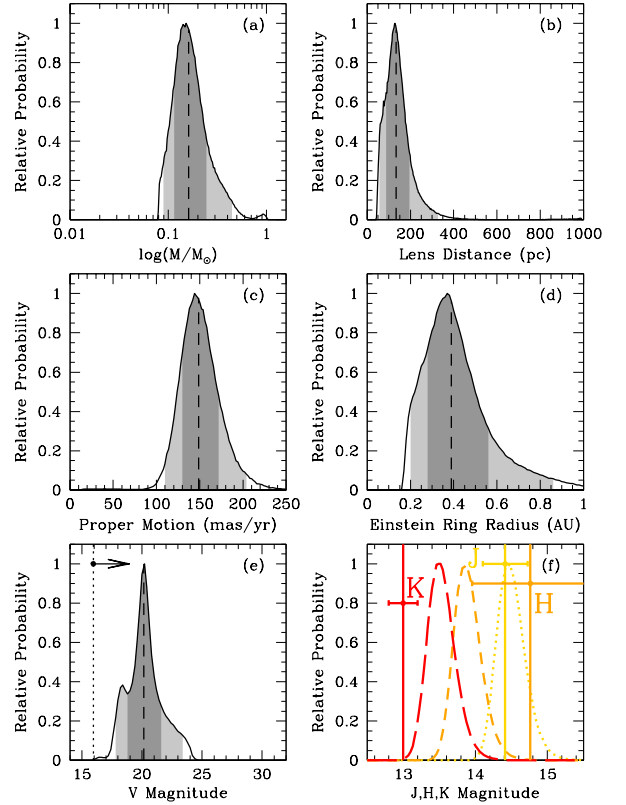 (a)
Relative Probability
1
0.8
0.6
0.4
0.2
0
0.01
0.1
1
log(M/M☉)
(b)
Relative Probability
1
0.8
0.6
0.4
0.2
0
0 200 400 600 800 1000
Lens Distance (pc)
(c)
Relative Probability
1
0.8
0.6
0.4
0.2
0
0 50 100 150 200 250
Proper Motion (mas/yr)
(d)
Relative Probability
1
0.8
0.6
0.4
0.2
0
0 0.2 0.4 0.6 0.8 1
Einstein Ring Radius (AU)
(e)
Relative Probability
1
0.8
0.6
0.4
0.2
0
15 20 25 30
V Magnitude
(f)
J
K
H
Relative Probability
1
0.8
0.6
0.4
0.2
0
13 14 15
J,H,K Magnitude